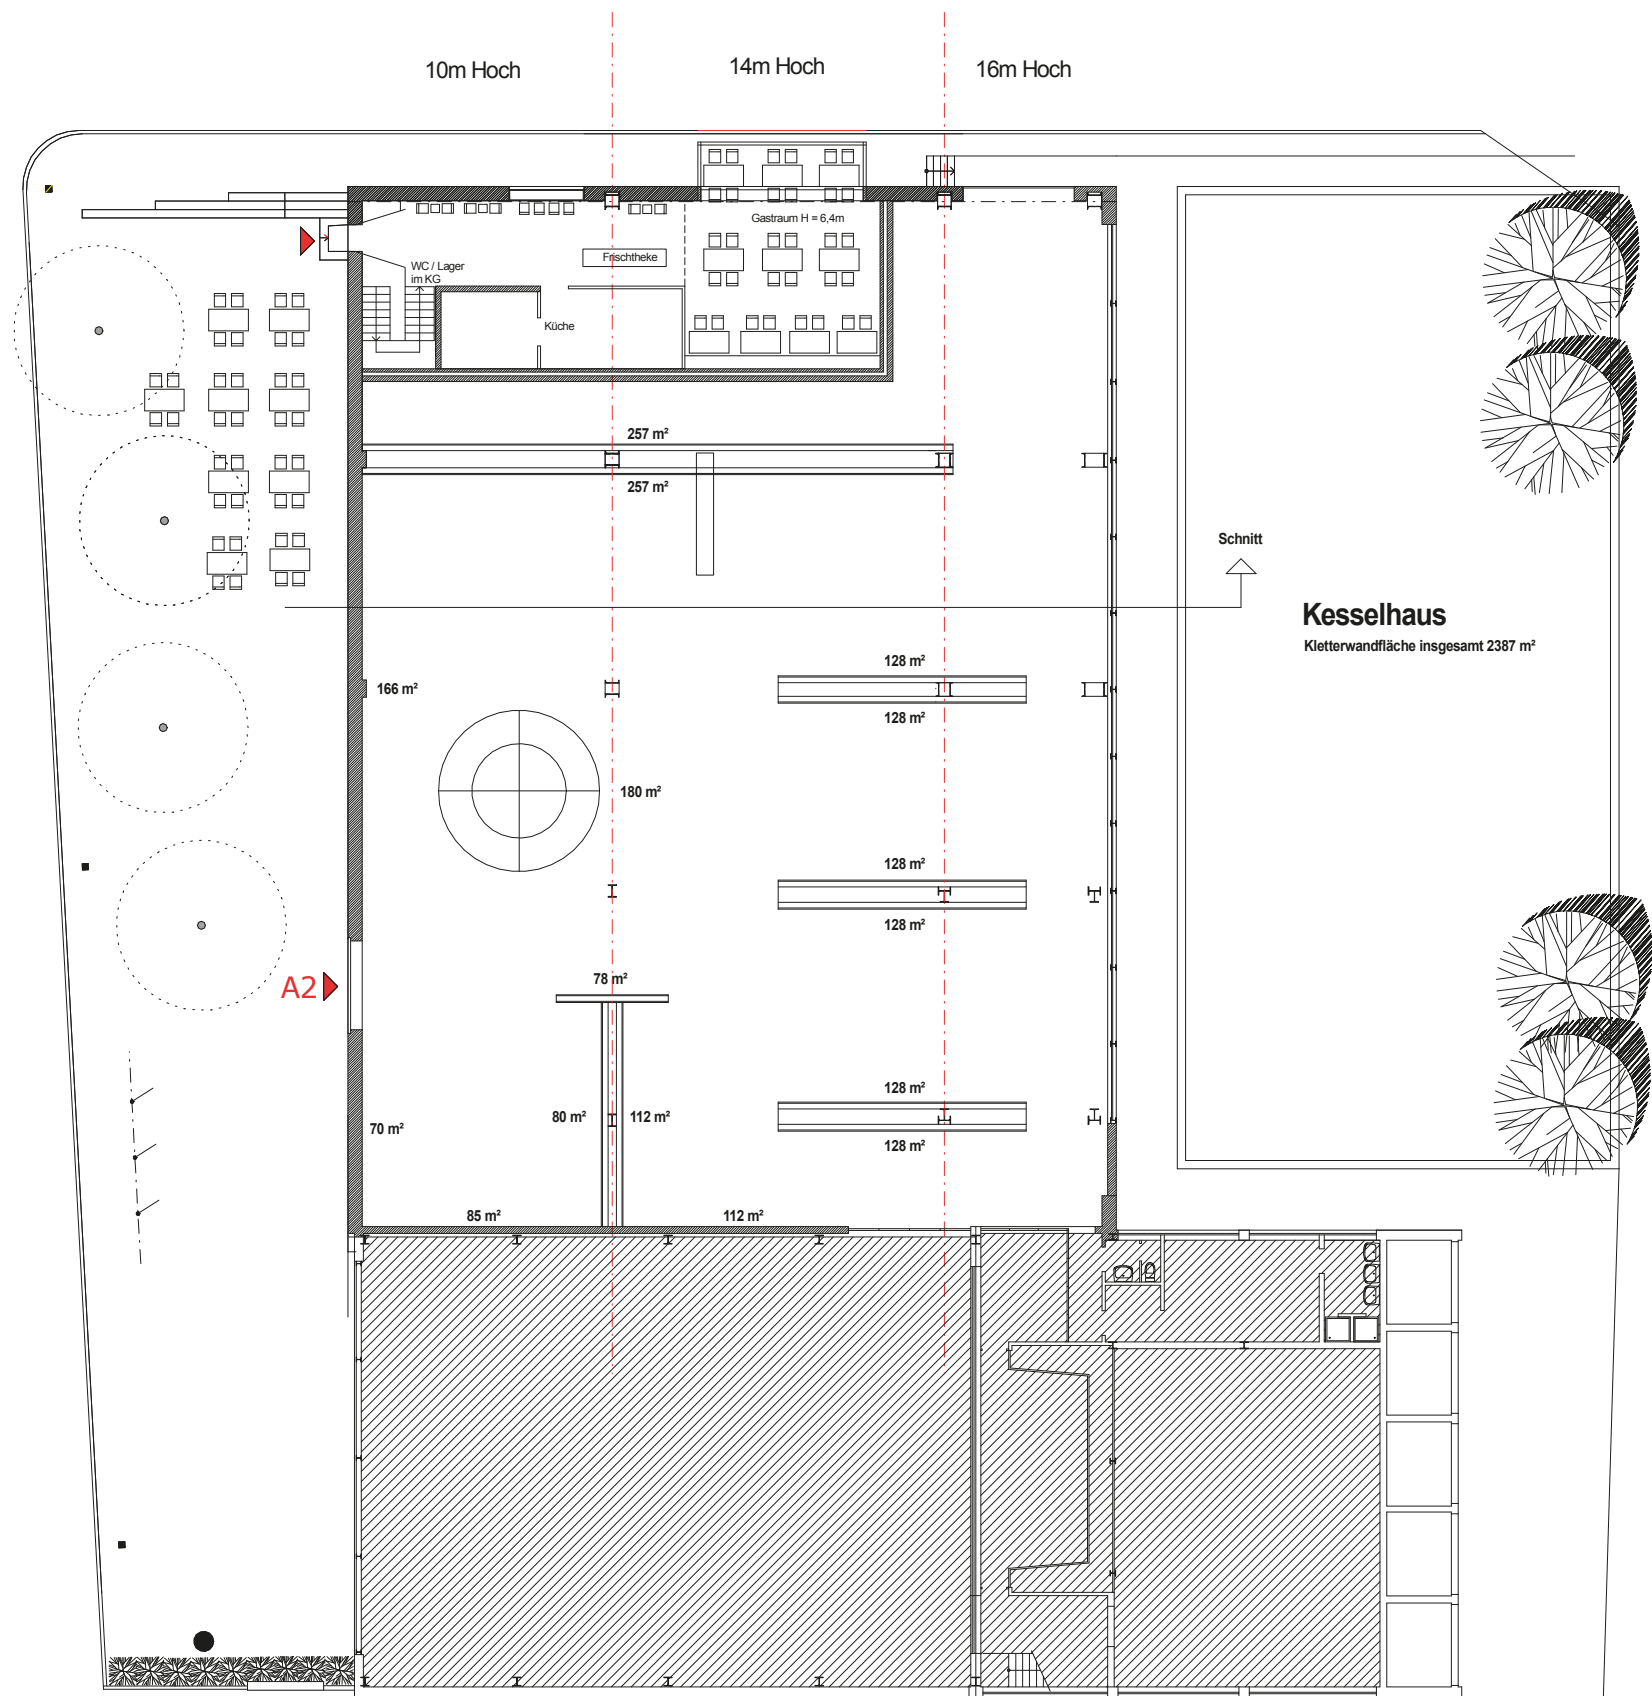 10m Hoch
14m Hoch
16m Hoch
Gastraum H = 6,4m
Frischtheke
WC / Lager
im KG
Küche
257 m²
257 m²
Schnitt
Kesselhaus
Kletterwandfläche insgesamt 2387 m²
128 m²
166 m²
128 m²
180 m²
128 m²
128 m²
78 m²
A2
128 m²
80 m²
112 m²
70 m²
128 m²
85 m²
112 m²